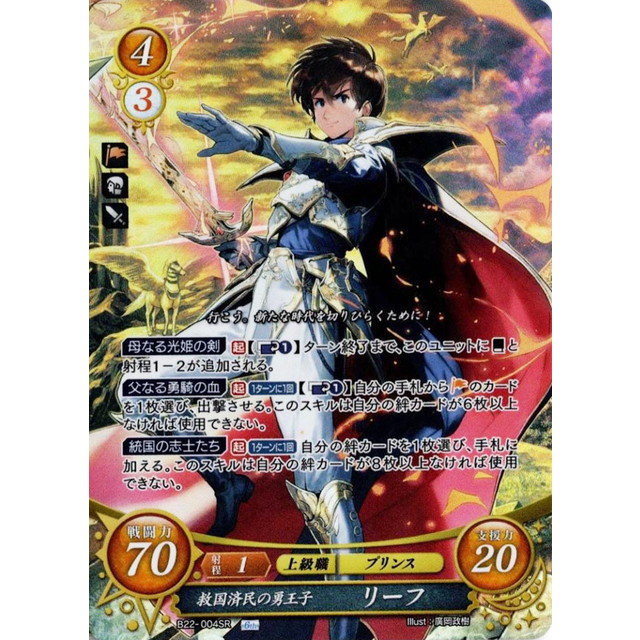 4
3
行こう。新たな時代を切りひらくために！
母なる光姫の剣 起【 1】ターン終了まで、このユニットに と
射程1－2が追加される。
父なる勇騎の血 起 1ターンに1回【 1】自分の手札から のカード
を1枚選び、出撃させる。このスキルは自分の絆カードが6枚以上
なければ使用できない。
統国の志士たち 起 1ターンに1回 自分の絆カードを1枚選び、手札に
加える。このスキルは自分の絆カードが8枚以上なければ使用
できない。
戦闘力
70
射程 1
上級職
プリンス
支援力
20
救国済民の勇王子 リーフ
B22-004SR
Illust：廣岡政樹